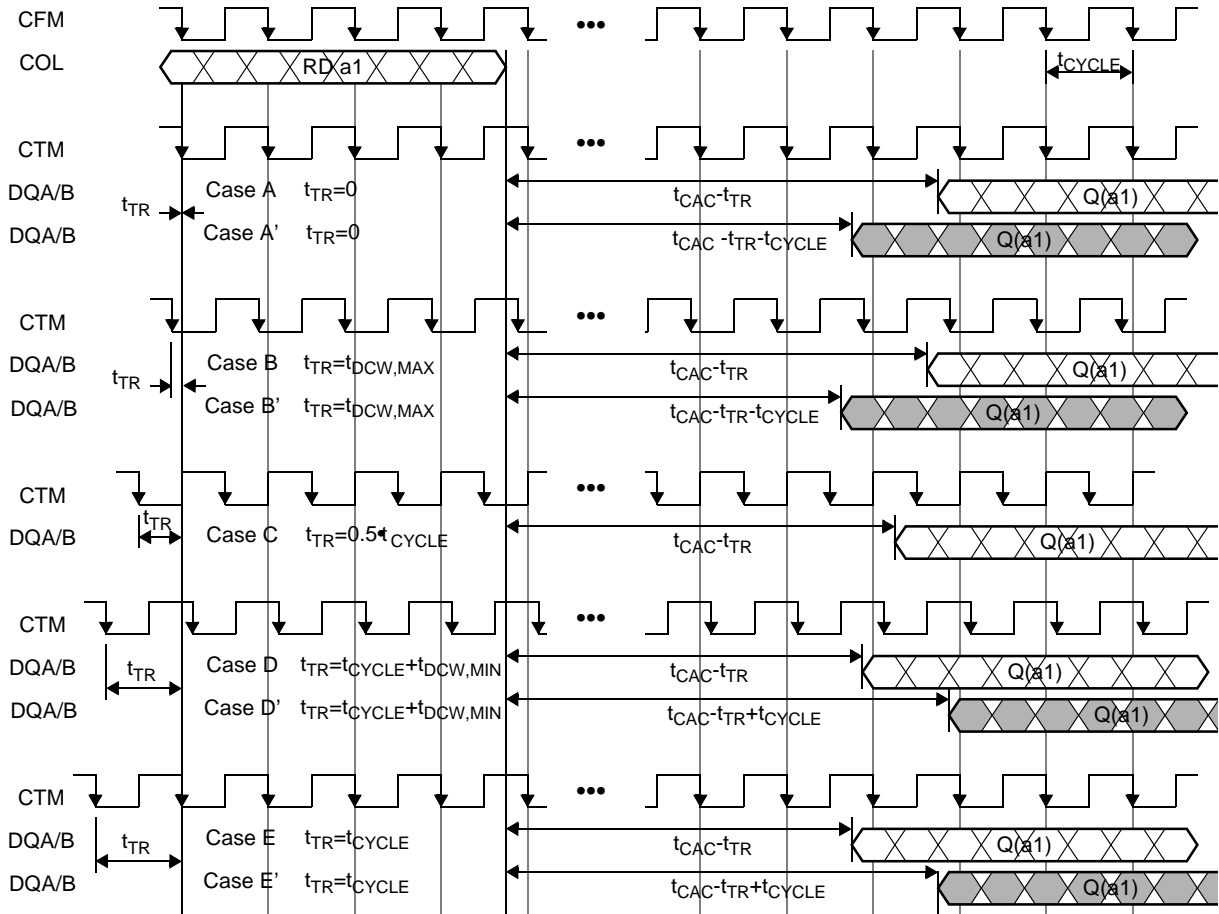 CFM •••
COL RD a1 tCYCLE
CTM •••
DQA/B Case A tTR=0 tCAC-tTR Q(a1)
tTR
DQA/B Case A’ tTR=0 tCAC -tTR-tCYCLE Q(a1)
CTM •••
DQA/B Case B tTR=tDCW,MAX tCAC-tTR Q(a1)
tTR
DQA/B Case B’ tTR=tDCW,MAX tCAC-tTR-tCYCLE Q(a1)
CTM •••
tTR
DQA/B Case C tTR=0.5•tCYCLE tCAC-tTR Q(a1)
CTM •••
DQA/B tTR Case D tTR=tCYCLE+tDCW,MIN tCAC-tTR Q(a1)
DQA/B Case D’ tTR=tCYCLE+tDCW,MIN tCAC-tTR+tCYCLE Q(a1)
CTM •••
DQA/B tTR Case E tTR=tCYCLE tCAC-tTR Q(a1)
DQA/B Case E’ tTR=tCYCLE tCAC-tTR+tCYCLE Q(a1)